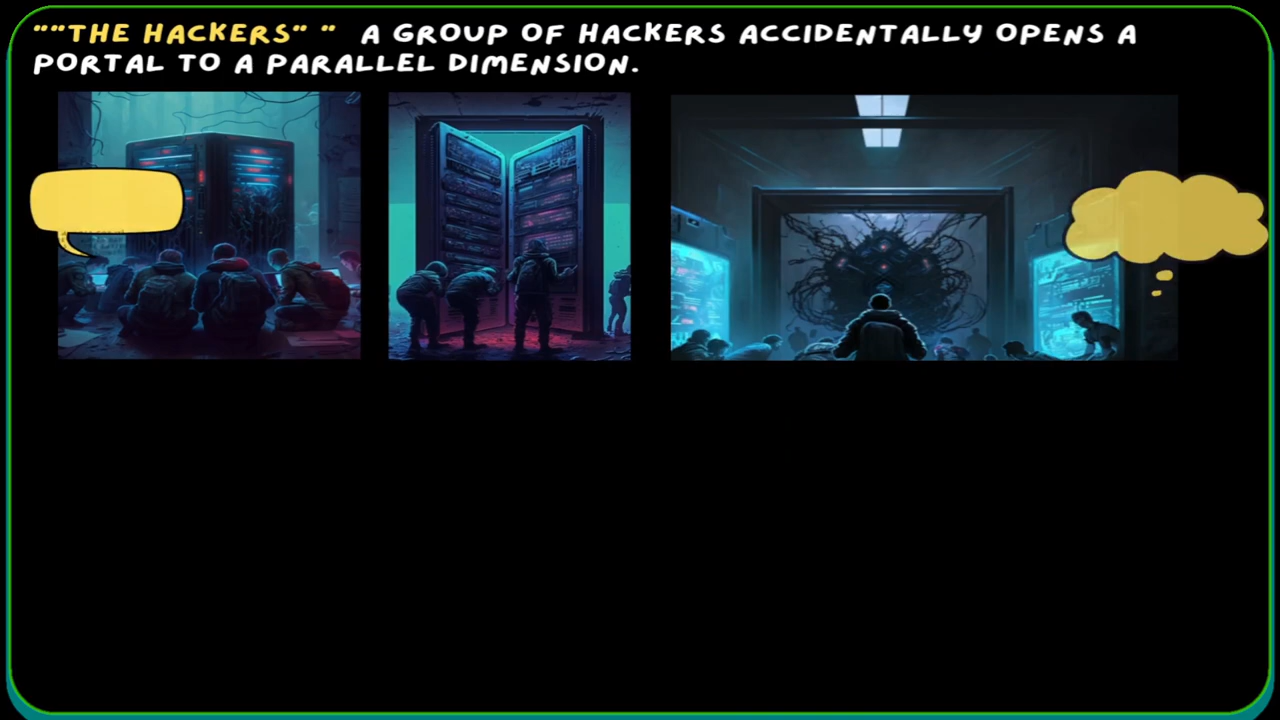 ""THE HACKERS" " A GROUP OF HACKERS ACCIDENTALLY OPENS A
PORTAL TO A PARALLEL DIMENSION.